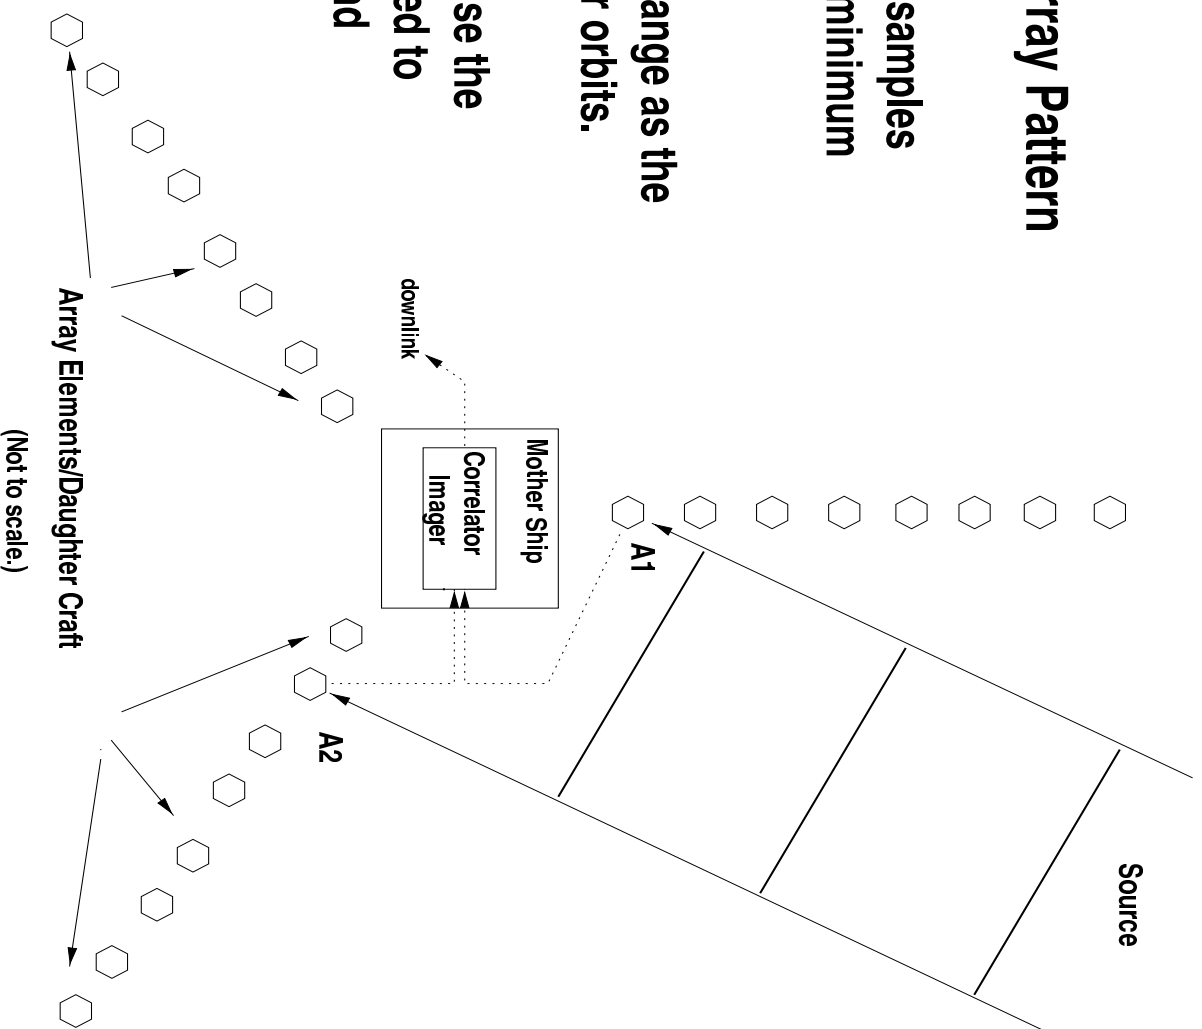 rray Pattern
samples
minimum
ange as the
r orbits.
se the
ed to
nd
Source
A1
Mother Ship
Correlator
Imager
downlink
A2
Array Elements/Daughter Craft
(Not to scale.)